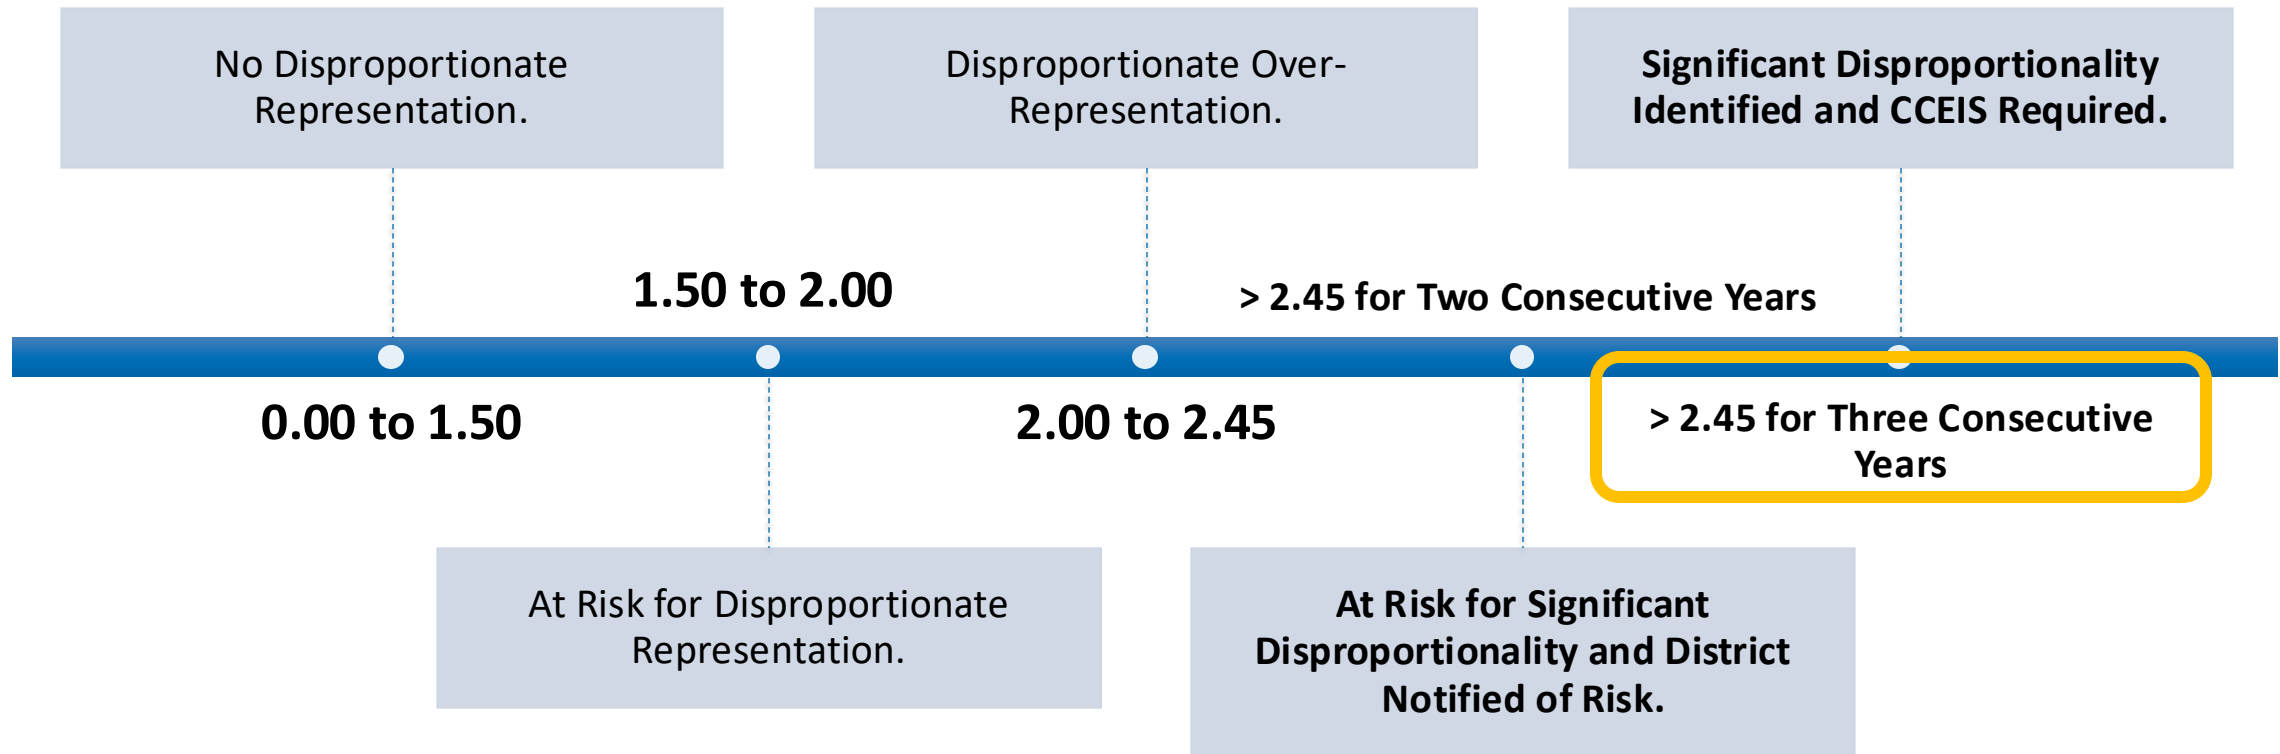 No Disproportionate
Representation.
Disproportionate Over-
Representation.
Significant Disproportionality
Identified and CCEIS Required.
1.50 to 2.00
> 2.45 for Two Consecutive Years
0.00 to 1.50
2.00 to 2.45
> 2.45 for Three Consecutive
Years
At Risk for Disproportionate
Representation.
At Risk for Significant
Disproportionality and District
Notified of Risk.